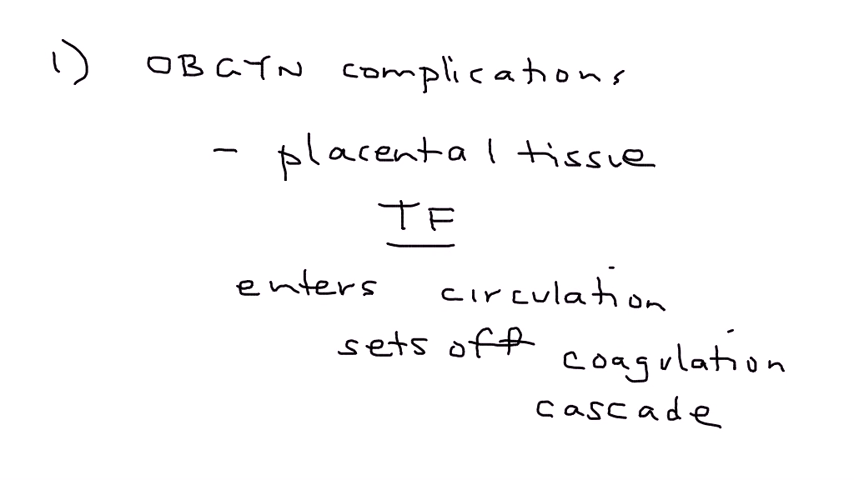 1) OBGYN complications
- placental tissue
TF
enters circulation
sets off coagulation
cascade